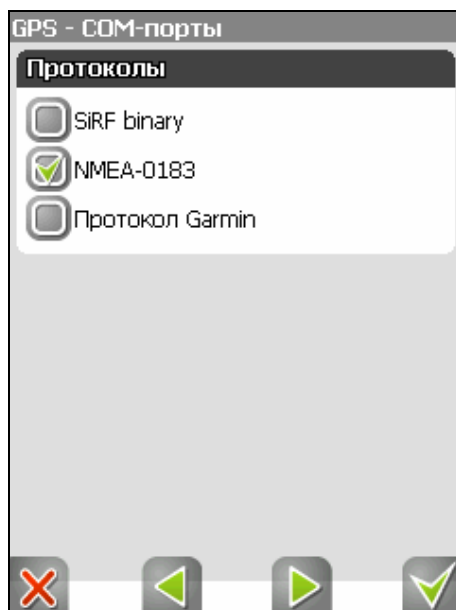 GPS - COM-порты
Протоколы
SiRF binary
NMEA-0183
Протокол Garmin